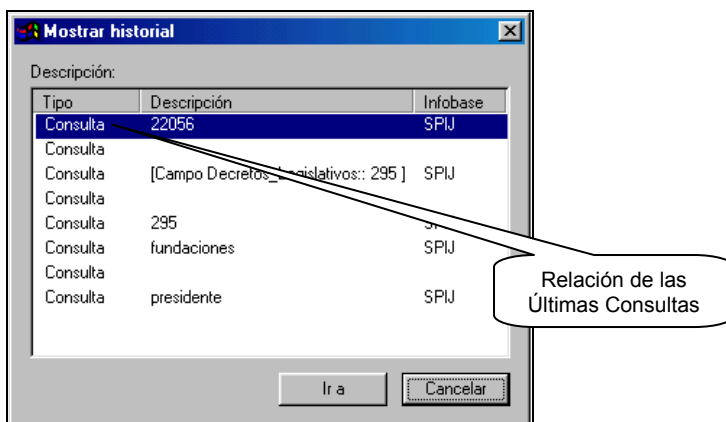 Mostrar historial
Descripción:
Tipo Descripción Infobase
Consulta 22056 SPIJ
Consulta
Consulta [Campo Decretos_Legislativos:: 295 ] SPIJ
Consulta
Consulta 295 SPIJ
Consulta fundaciones SPIJ
Consulta
Consulta presidente SPIJ
Relación de las
Últimas Consultas
Ir a Cancelar